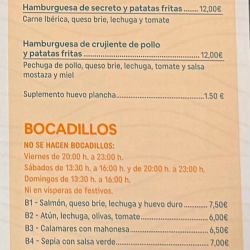 Hamburguesa de secreto y patatas fritas ...... 12,00€
Carne Ibérica, queso brie, lechuga y tomate
Hamburguesa de crujiente de pollo
y patatas fritas ...... 12,00€
Pechuga de pollo, queso brie, lechuga, tomate y salsa
mostaza y miel
Suplemento huevo plancha ...... 1.50 €
BOCADILLOS
NO SE HACEN BOCADILLOS:
Viernes de 20:00 h. a 23:00 h.
Sábados de 13:30 h. a 16:00 h. y de 20:00 h. a 23:00 h.
Domingos de 13:30 h. a 16:00 h.
Ni en vísperas de festivos.
B1 - Salmón, queso brie, lechuga y huevo duro ...... 7,50€
B2 - Atún, lechuga, olivas, tomate ...... 6,00€
B3 - Calamares con mahonesa ...... 6,50€
B4 - Sepia con salsa verde ...... 7,00€